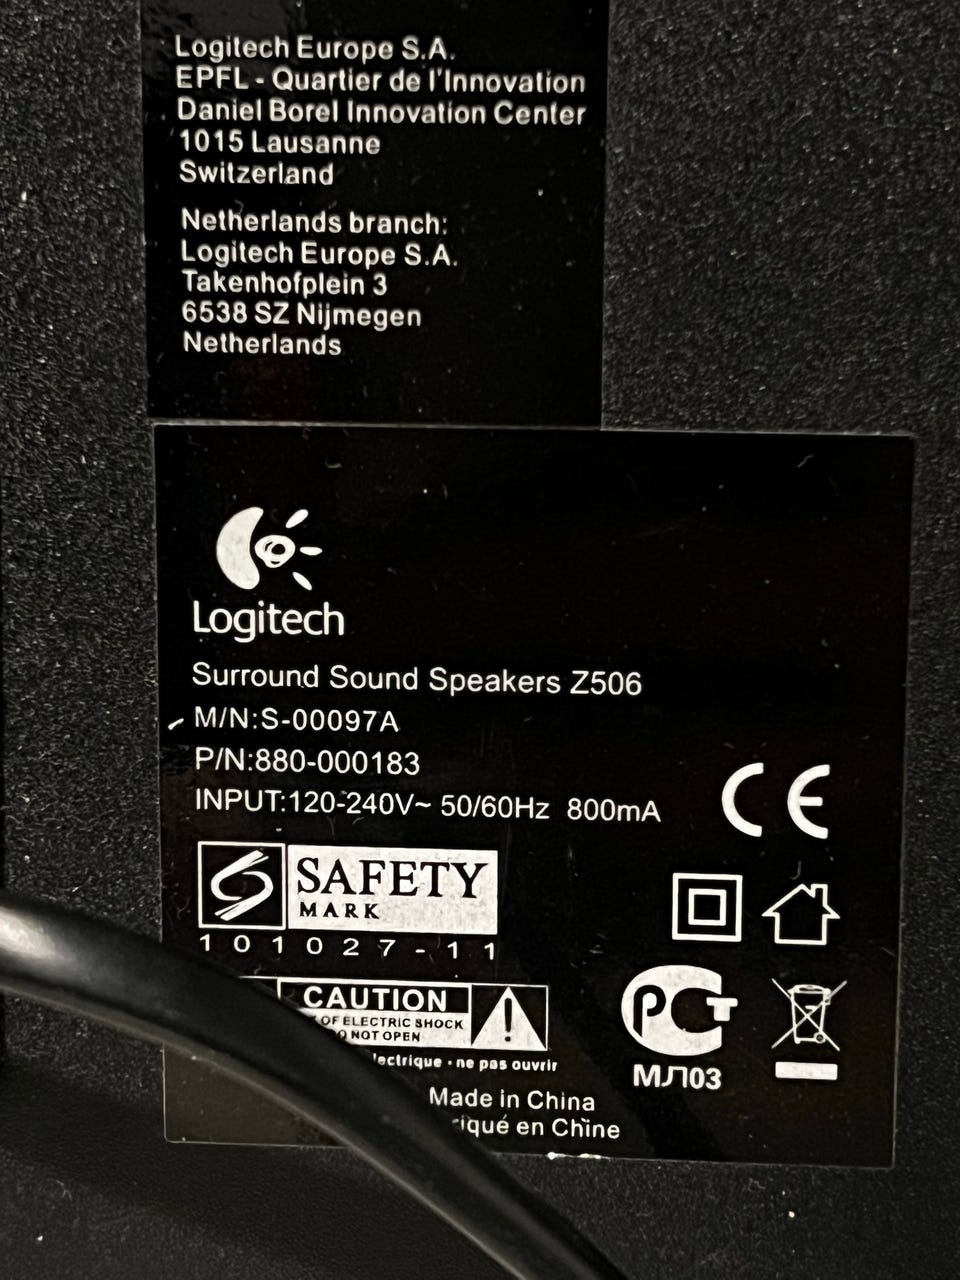 Logitech Europe S.A.
EPFL - Quartier de l'Innovation
Daniel Borel Innovation Center
1015 Lausanne
Switzerland
Netherlands branch:
Logitech Europe S.A.
Takenhofplein 3
6538 SZ Nijmegen
Netherlands
Logitech
Surround Sound Speakers Z506
M/N:S-00097A
P/N:880-000183
INPUT:120-240V~ 50/60Hz 800mA
CE
SAFETY
MARK
101027-11
CAUTION
OF ELECTRIC SHOCK
NOT OPEN
ne pas ouvrir
РСТ
МЛ03
Made in China
en Chine